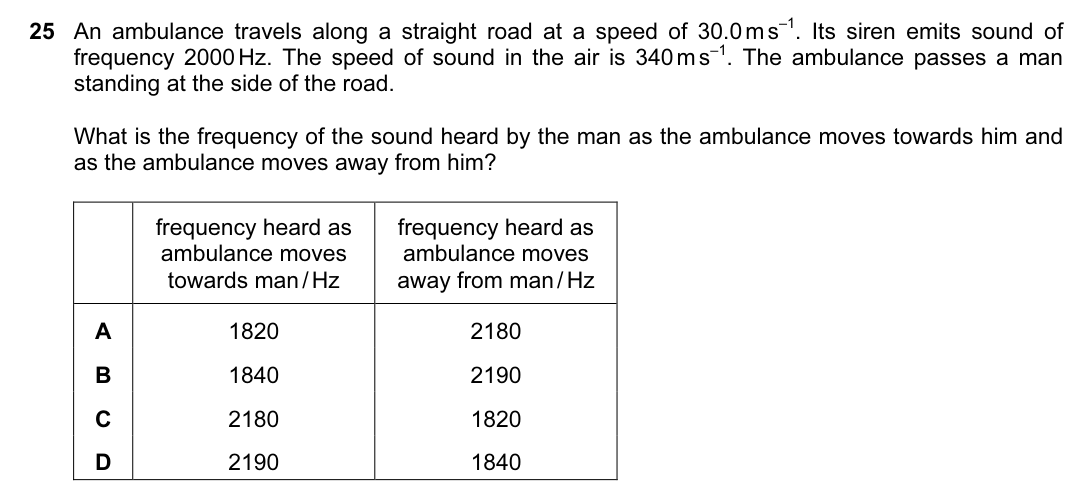 25 An ambulance travels along a straight road at a speed of 30.0 m s⁻¹. Its siren emits sound of
frequency 2000 Hz. The speed of sound in the air is 340 m s⁻¹. The ambulance passes a man
standing at the side of the road.
What is the frequency of the sound heard by the man as the ambulance moves towards him and
as the ambulance moves away from him?
frequency heard as
ambulance moves
towards man / Hz
frequency heard as
ambulance moves
away from man / Hz
A 1820 2180
B 1840 2190
C 2180 1820
D 2190 1840